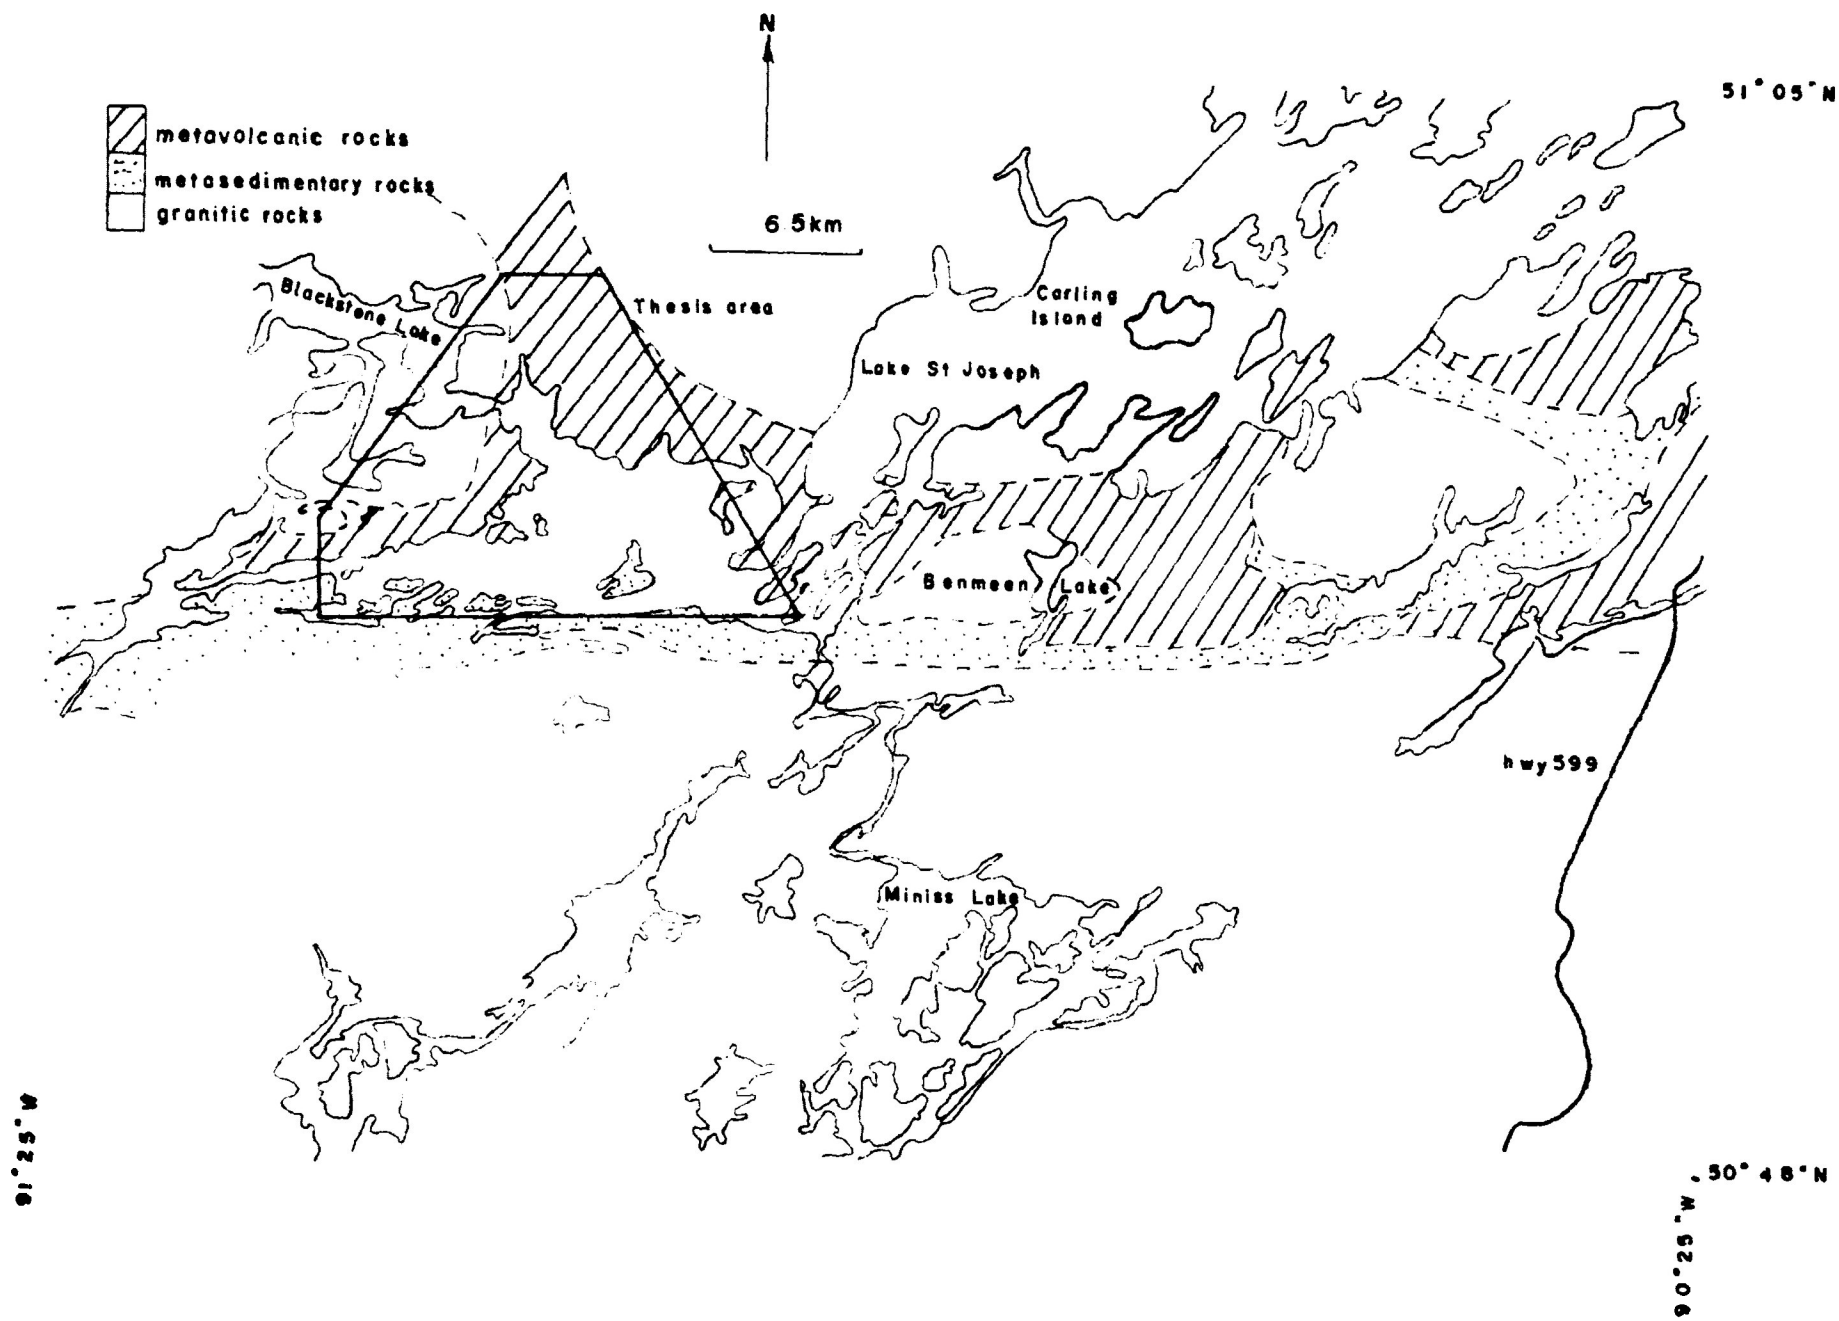 N
51°05"N
metavolcanic rocks
metasedimentary rocks
granitic rocks
6.5km
Blackstone Lake
Thesis area
Carling
Island
Lake St Joseph
Benmeen Lake
hwy599
Miniss Lake
91°25"W
50°48"N
90°25"W